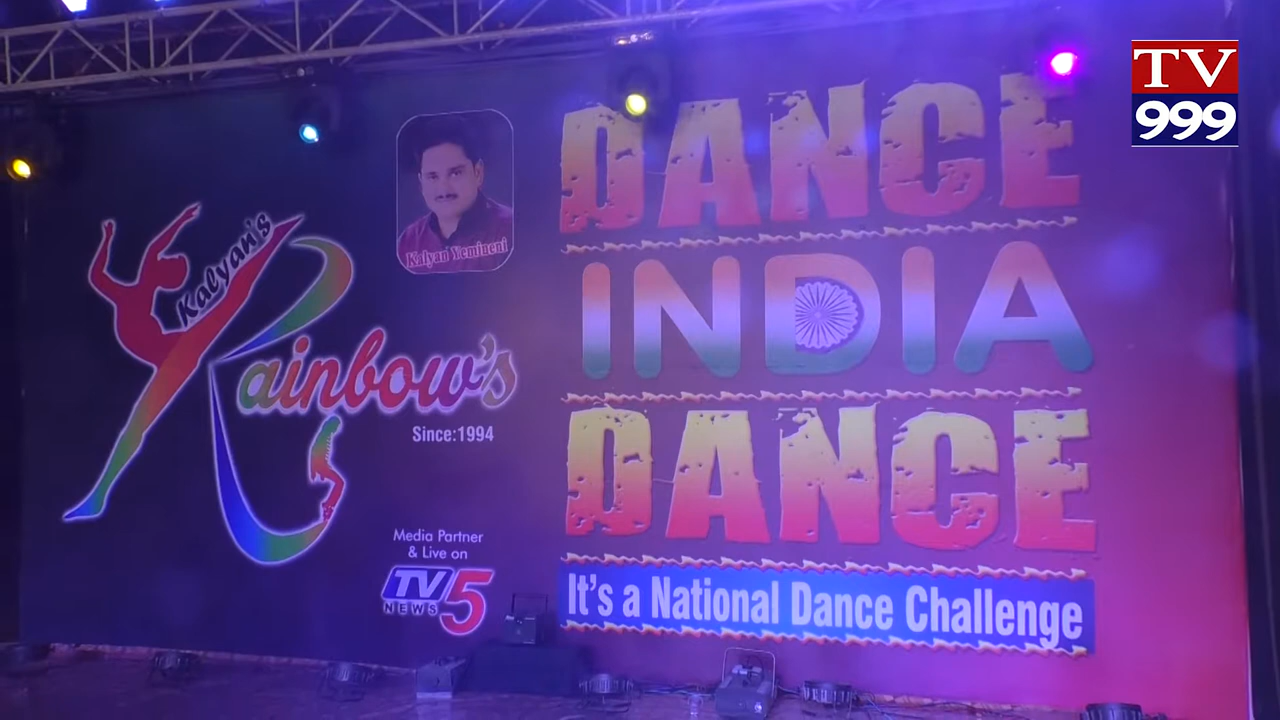 TV
999
Kalyan Yemineni
Kalyan's
Rainbow's
Since:1994
Media Partner
& Live on
TV5
NEWS
DANCE
INDIA
DANCE
It's a National Dance Challenge